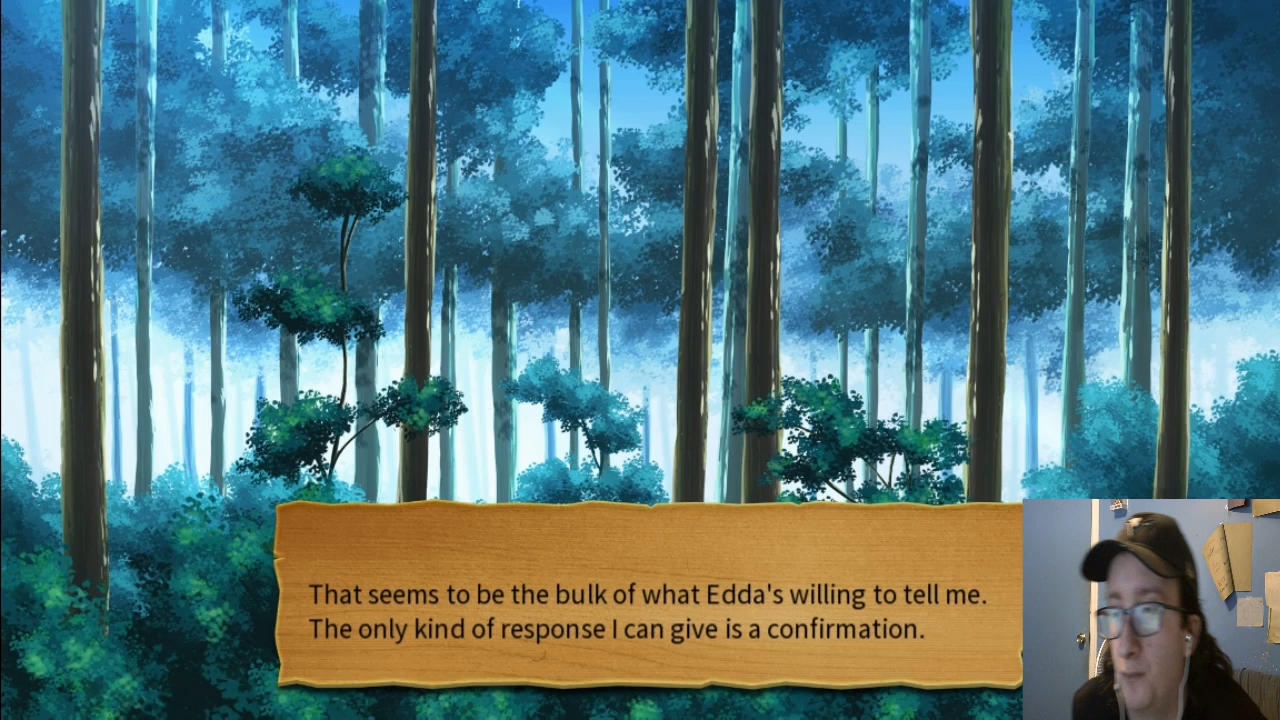 That seems to be the bulk of what Edda's willing to tell me.
The only kind of response I can give is a confirmation.